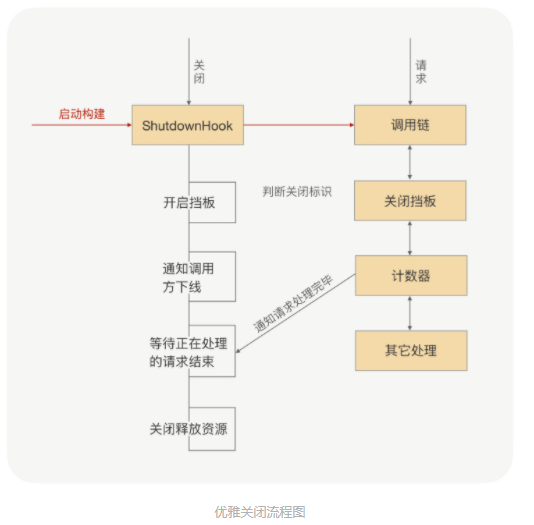 关
闭
请
求
启动构建
ShutdownHook
调用链
开启挡板
判断关闭标识
关闭挡板
通知调用
方下线
计数器
通知请求处理完毕
等待正在处理
的请求结束
其它处理
关闭释放资源
优雅关闭流程图